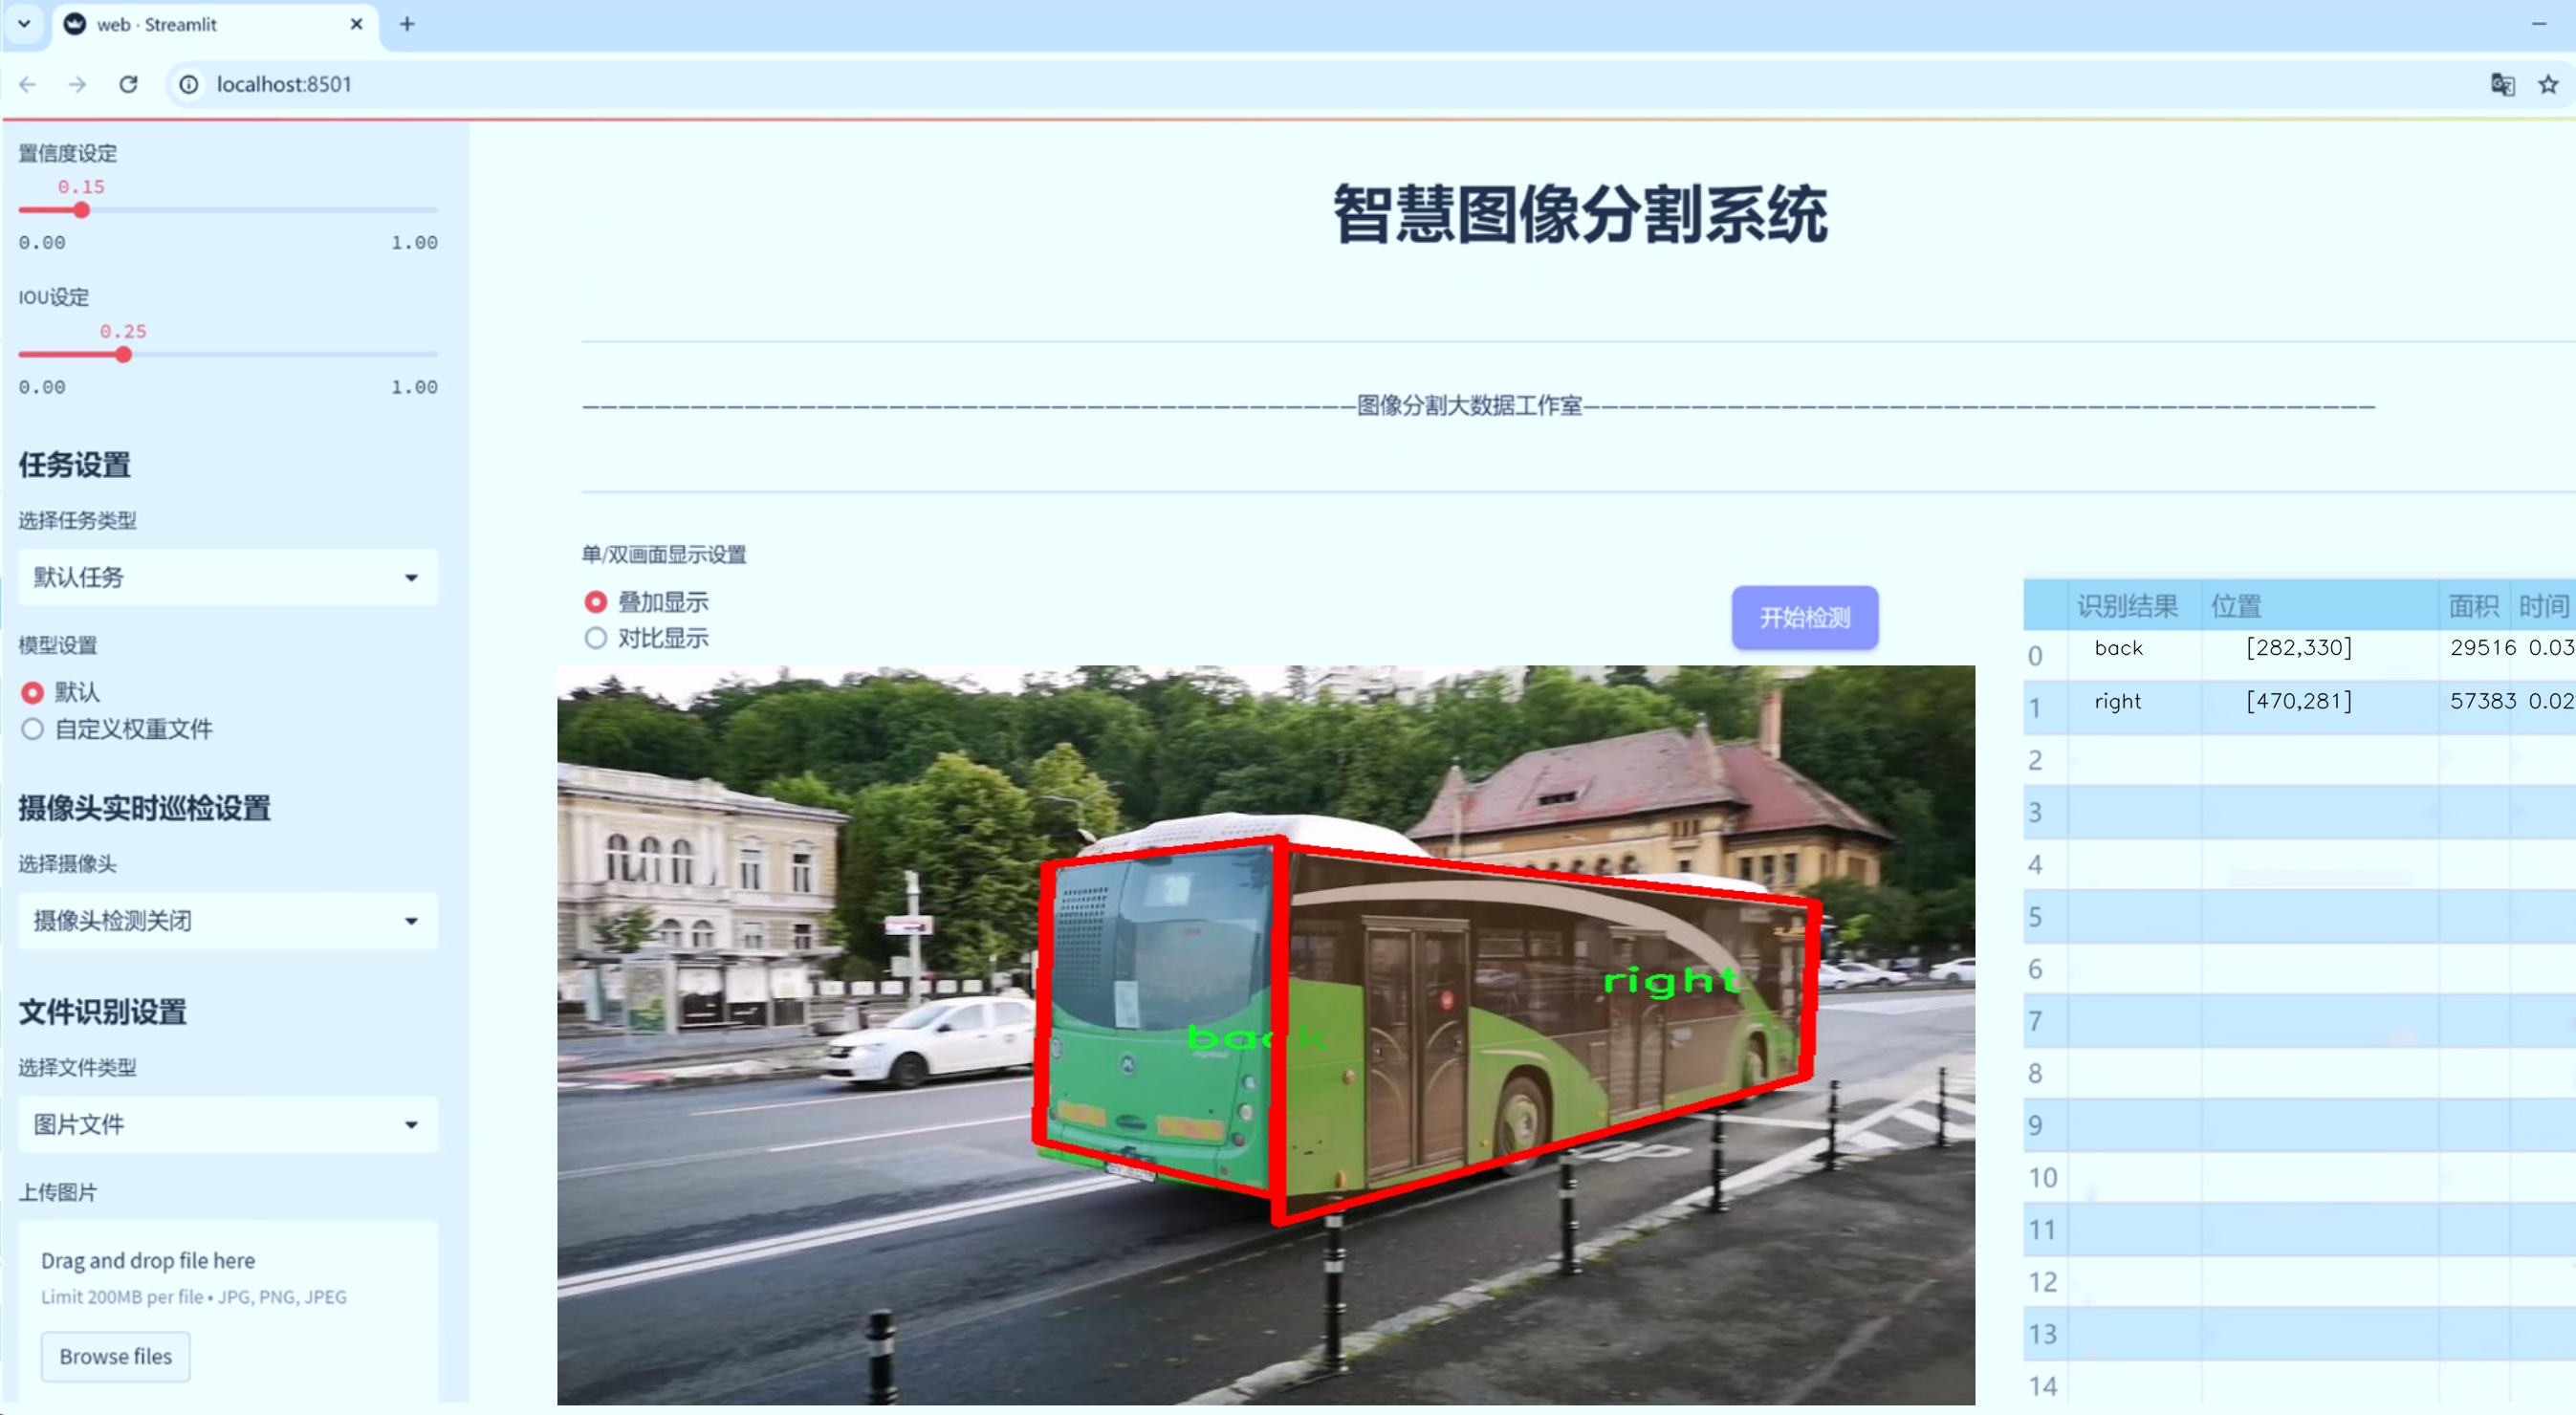 web · Streamlit
localhost:8501
置信度设定
0.15
0.00 1.00
IOU设定
0.25
0.00 1.00
任务设置
选择任务类型
默认任务
模型设置
默认
自定义权重文件
摄像头实时巡检设置
选择摄像头
摄像头检测关闭
文件识别设置
选择文件类型
图片文件
上传图片
Drag and drop file here
Limit 200MB per file • JPG, PNG, JPEG
Browse files
智慧图像分割系统
图像分割大数据工作室
单/双画面显示设置
叠加显示
对比显示
开始检测
back
right
识别结果 位置 面积 时间
0 back [282,330] 29516 0.03
1 right [470,281] 57383 0.02
2
3
4
5
6
7
8
9
10
11
12
13
14